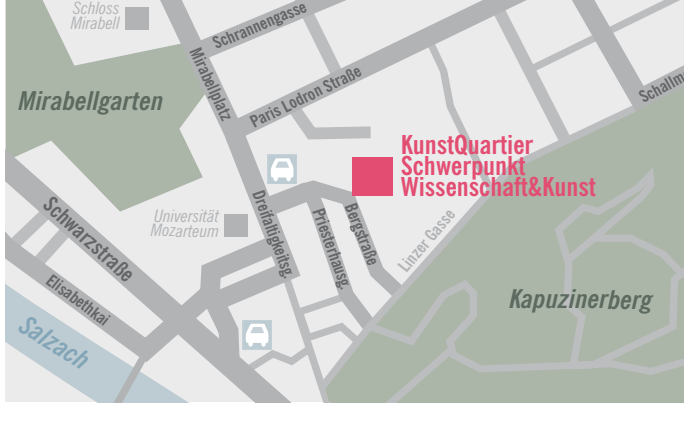 Schloss
Mirabell
Schrannengasse
Mirabellplatz
Paris Lodron Straße
Schallm
Mirabellgarten
KunstQuartier
Schwerpunkt
Wissenschaft&Kunst
Schwarzstraße
Universität
Mozarteum
Dreifaltigkeitsg.
Priesterhausg.
Bergstraße
Linzer Gasse
Elisabethkai
Kapuzinerberg
Salzach